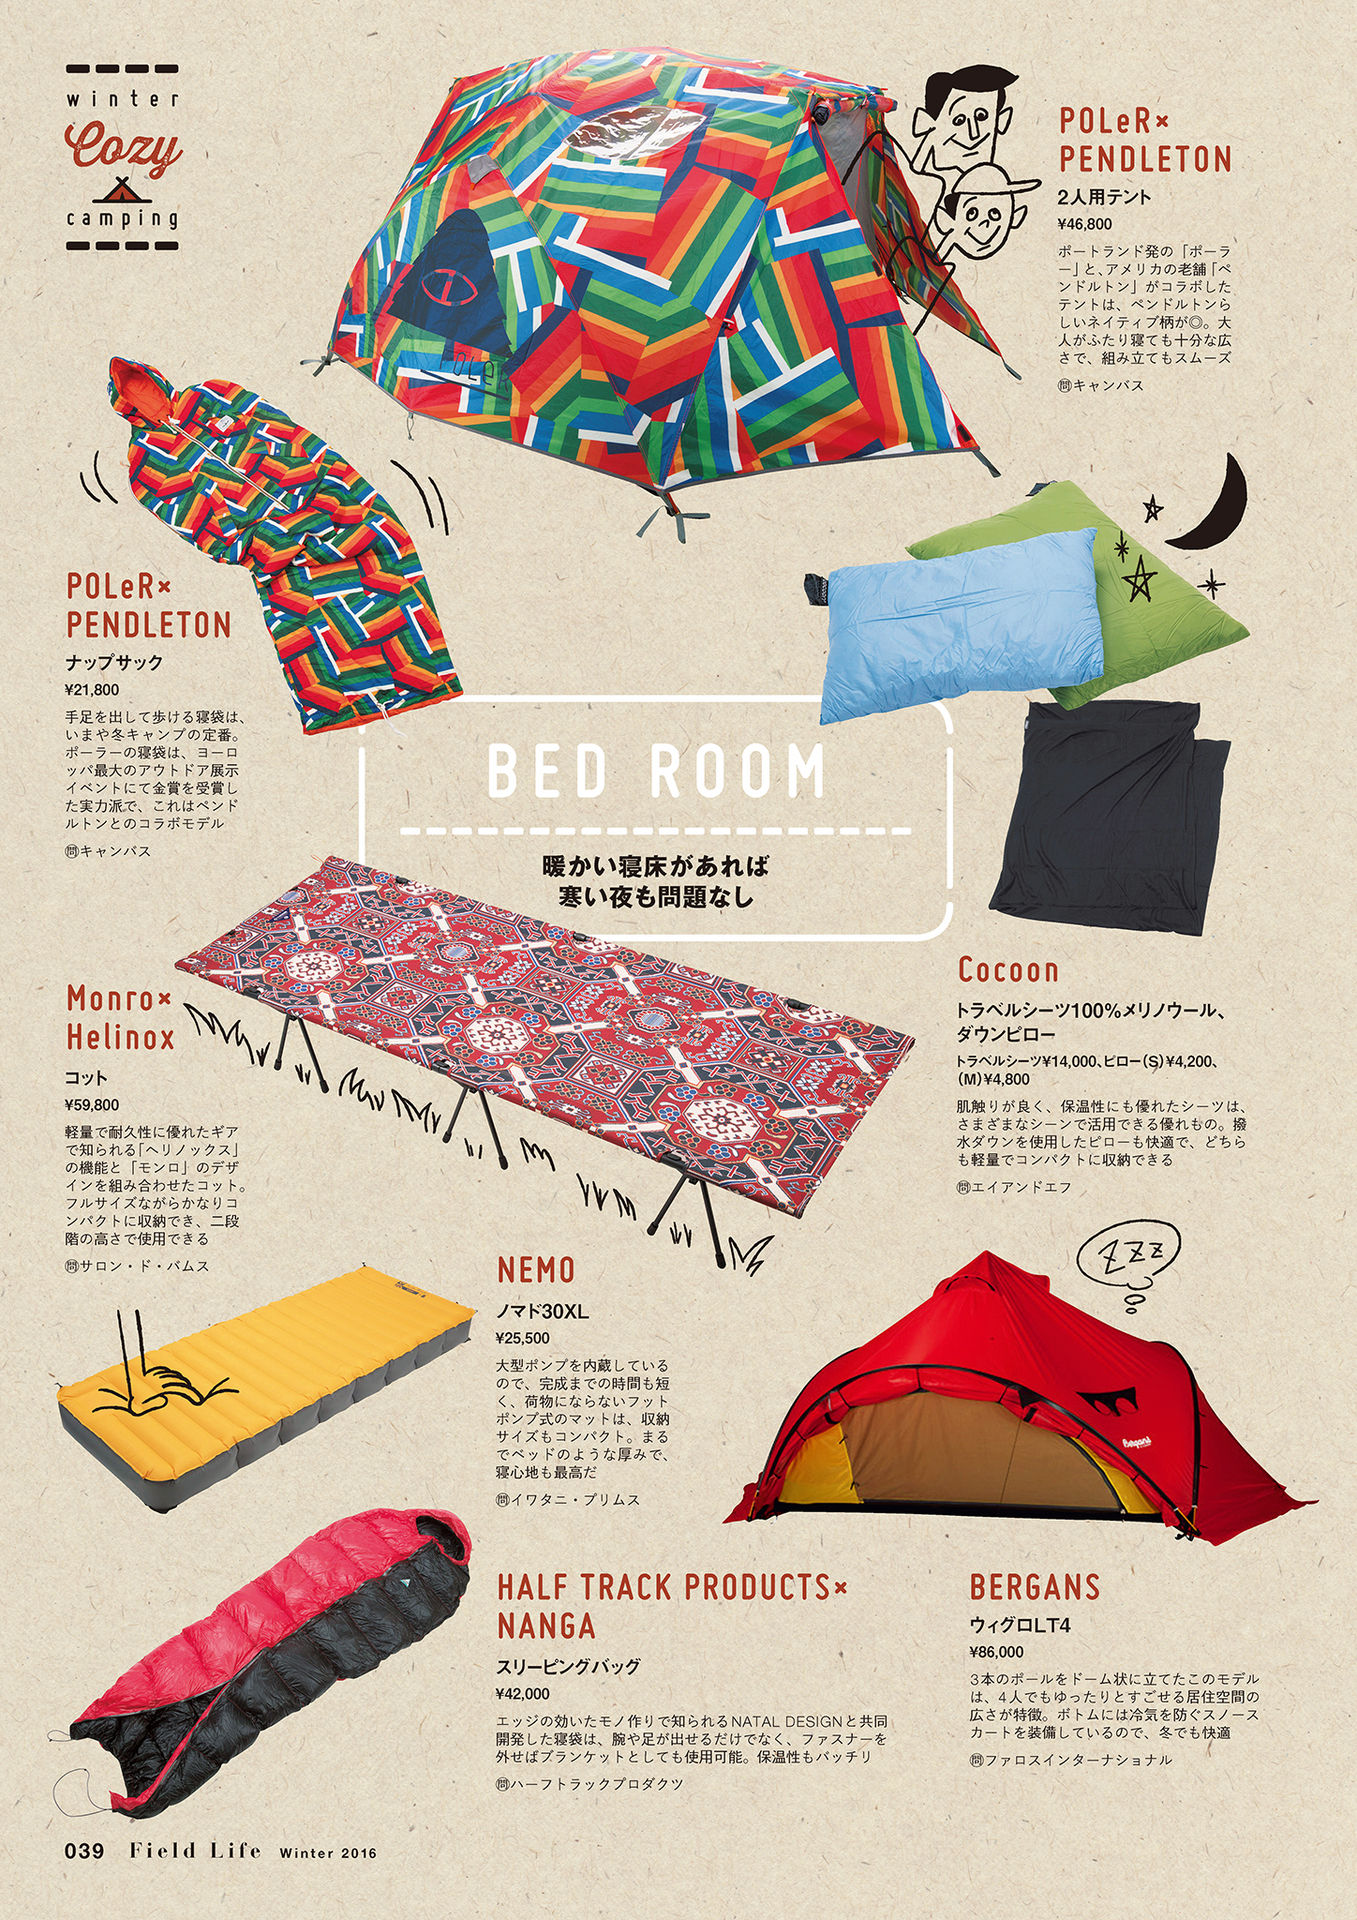 winter
Cozy
camping
POLeR×
PENDLETON
2人用テント
¥46,800
ポートランド発の「ポーラ
ー」と、アメリカの老舗「ペ
ンドルトン」がコラボした
テントは、ペンドルトンら
しいネイティブ柄が◎。大
人がふたり寝ても十分な広
さで、組み立てもスムーズ
㉄キャンバス
POLeR
POLeR×
PENDLETON
ナップサック
¥21,800
手足を出して歩ける寝袋は、
いまや冬キャンプの定番。
ポーラーの寝袋は、ヨーロ
ッパ最大のアウトドア展示
イベントにて金賞を受賞し
た実力派で、これはペンド
ルトンとのコラボモデル
㉄キャンバス
BED ROOM
暖かい寝床があれば
寒い夜も問題なし
Monro×
Helinox
コット
¥59,800
軽量で耐久性に優れたギア
で知られる「ヘリノックス」
の機能と「モンロ」のデザ
インを組み合わせたコット。
フルサイズながらかなりコ
ンパクトに収納でき、二段
階の高さで使用できる
㉄サロン・ド・バムス
Cocoon
トラベルシーツ100%メリノウール、
ダウンピロー
トラベルシーツ¥14,000、ピロー(S)¥4,200、
(M)¥4,800
肌触りが良く、保温性にも優れたシーツは、
さまざまなシーンで活用できる優れもの。撥
水ダウンを使用したピローも快適で、どちら
も軽量でコンパクトに収納できる
㉄エイアンドエフ
NEMO
ノマド30XL
¥25,500
大型ポンプを内蔵している
ので、完成までの時間も短
く、荷物にならないフット
ポンプ式のマットは、収納
サイズもコンパクト。まる
でベッドのような厚みで、
寝心地も最高だ
㉄イワタニ・プリムス
ZZZ
Bergans
HALF TRACK PRODUCTS×
NANGA
スリーピングバッグ
¥42,000
エッジの効いたモノ作りで知られるNATAL DESIGNと共同
開発した寝袋は、腕や足が出せるだけでなく、ファスナーを
外せばブランケットとしても使用可能。保温性もバッチリ
㉄ハーフトラックプロダクツ
BERGANS
ウィグロLT4
¥86,000
3本のポールをドーム状に立てたこのモデル
は、4人でもゆったりとすごせる居住空間の
広さが特徴。ボトムには冷気を防ぐスノース
カートを装備しているので、冬でも快適
㉄ファロスインターナショナル
039 Field Life Winter 2016